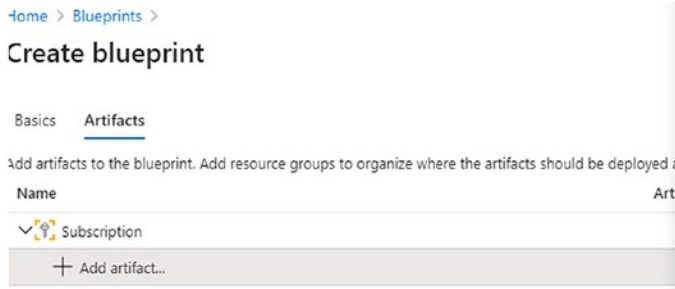 Home > Blueprints >
Create blueprint
Basics Artifacts
Add artifacts to the blueprint. Add resource groups to organize where the artifacts should be deployed
Name Art
Subscription
+ Add artifact...